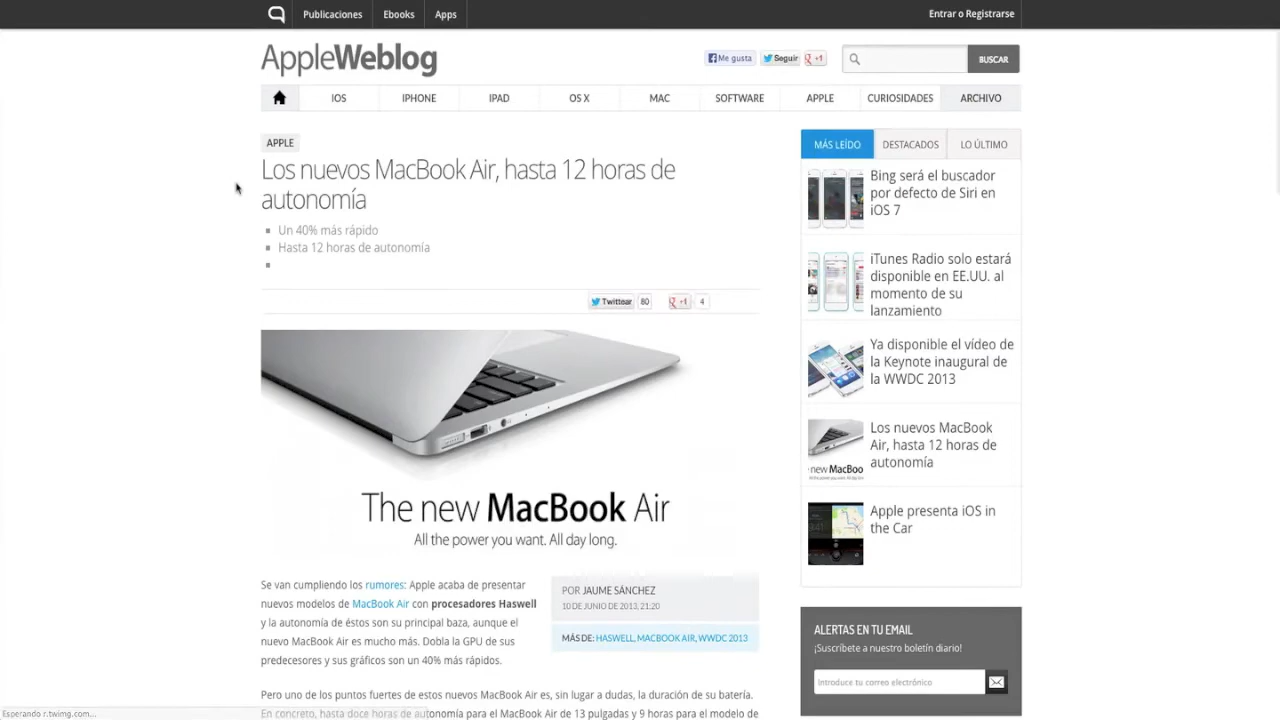 Publicaciones
Ebooks
Apps
Entrar o Registrarse
AppleWeblog
Me gusta
Seguir
+1
BUSCAR
IOS
IPHONE
IPAD
OS X
MAC
SOFTWARE
APPLE
CURIOSIDADES
ARCHIVO
APPLE
Los nuevos MacBook Air, hasta 12 horas de
autonomía
Un 40% más rápido
Hasta 12 horas de autonomía
Twittear
80
+1
4
The new MacBook Air
All the power you want. All day long.
Se van cumpliendo los rumores: Apple acaba de presentar
nuevos modelos de MacBook Air con procesadores Haswell
y la autonomía de éstos son su principal baza, aunque el
nuevo MacBook Air es mucho más. Dobla la GPU de sus
predecesores y sus gráficos son un 40% más rápidos.
POR JAUME SÁNCHEZ
10 DE JUNIO DE 2013, 21:20
MÁS DE: HASWELL, MACBOOK AIR, WWDC 2013
Pero uno de los puntos fuertes de estos nuevos MacBook Air es, sin lugar a dudas, la duración de su batería.
En concreto, hasta doce horas de autonomía para el MacBook Air de 13 pulgadas y 9 horas para el modelo de
MÁS LEÍDO
DESTACADOS
LO ÚLTIMO
Bing será el buscador
por defecto de Siri en
iOS 7
iTunes Radio solo estará
disponible en EE.UU. al
momento de su
lanzamiento
Ya disponible el vídeo de
la Keynote inaugural de
la WWDC 2013
Los nuevos MacBook
Air, hasta 12 horas de
autonomía
Apple presenta iOS in
the Car
ALERTAS EN TU EMAIL
¡Suscríbete a nuestro boletín diario!
Introduce tu correo electrónico
Esperando r.twimg.com...